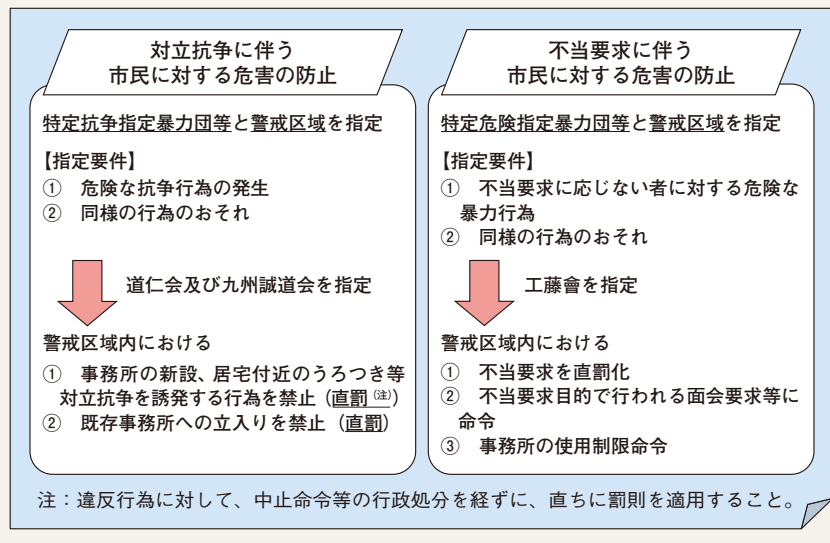 対立抗争に伴う
市民に対する危害の防止
特定抗争指定暴力団等と警戒区域を指定
【指定要件】
① 危険な抗争行為の発生
② 同様の行為のおそれ
道仁会及び九州誠道会を指定
警戒区域内における
① 事務所の新設、居宅付近のうろつき等
対立抗争を誘発する行為を禁止（直罰（注））
② 既存事務所への立入りを禁止（直罰）
不当要求に伴う
市民に対する危害の防止
特定危険指定暴力団等と警戒区域を指定
【指定要件】
① 不当要求に応じない者に対する危険な
暴力行為
② 同様の行為のおそれ
工藤會を指定
警戒区域内における
① 不当要求を直罰化
② 不当要求目的で行われる面会要求等に
命令
③ 事務所の使用制限命令
注：違反行為に対して、中止命令等の行政処分を経ずに、直ちに罰則を適用すること。